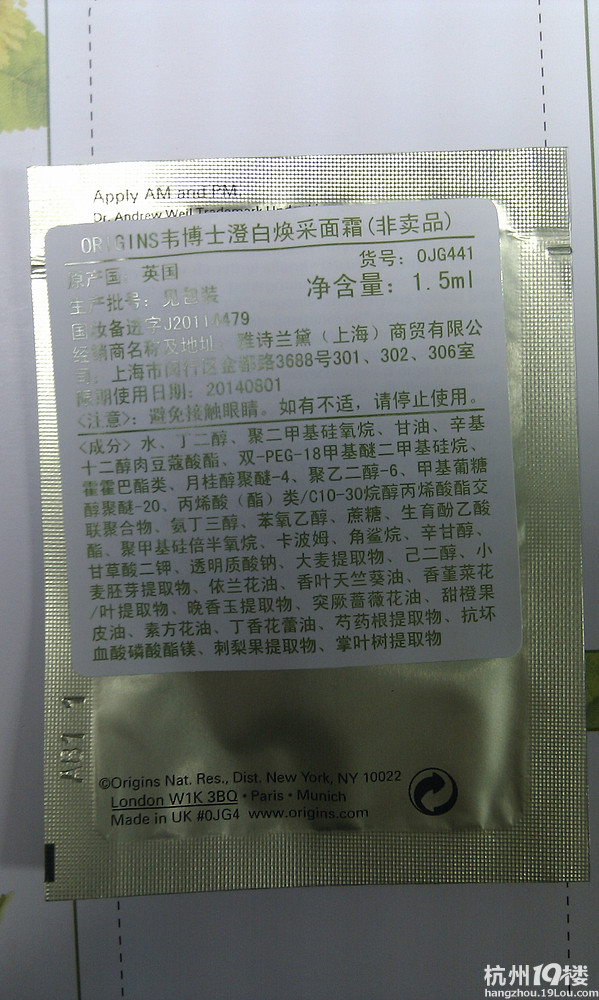 Apply AM and PM.
Dr. Andrew Weil Trademark
ORIGINS韦博士澄白焕采面霜(非卖品)
原产国: 英国
货号: 0JG441
生产批号: 见包装
净含量: 1.5ml
国妆备进字J2011 479
经销商名称及地址: 雅诗兰黛（上海）商贸有限公
司, 上海市闵行区金都路3688号301、302、306室
限期使用日期: 20140801
<注意>: 避免接触眼睛。如有不适, 请停止使用。
<成分> 水、丁二醇、聚二甲基硅氧烷、甘油、辛基
十二醇肉豆蔻酸酯、双-PEG-18甲基醚二甲基硅烷、
霍霍巴酯类、月桂醇聚醚-4、聚乙二醇-6、甲基葡糖
醇聚醚-20、丙烯酸（酯）类/C10-30烷醇丙烯酸酯交
联聚合物、氨丁三醇、苯氧乙醇、蔗糖、生育酚乙酸
酯、聚甲基硅倍半氧烷、卡波姆、角鲨烷、辛甘醇、
甘草酸二钾、透明质酸钠、大麦提取物、己二醇、小
麦胚芽提取物、依兰花油、香叶天竺葵油、香堇菜花
/叶提取物、晚香玉提取物、突厥蔷薇花油、甜橙果
皮油、素方花油、丁香花蕾油、芍药根提取物、抗坏
血酸磷酸酯镁、刺梨果提取物、掌叶树提取物
©Origins Nat. Res., Dist. New York, NY 10022
London W1K 3BQ • Paris • Munich
Made in UK #0JG4 www.origins.com
杭州19楼
hangzhou.19Lou.com